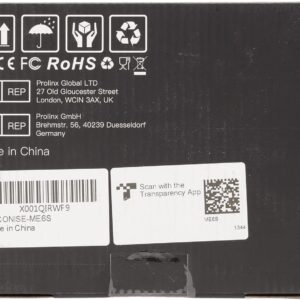 CE FC RoHS
REP
Prolinx Global LTD
27 Old Gloucester Street
London, WCIN 3AX, UK
REP
Prolinx GmbH
Brehmstr. 56, 40239 Duesseldorf
Germany
e in China
X001QIRWF9
CONISE-ME6S
in China
Scan with the
Transparency App
ME6S